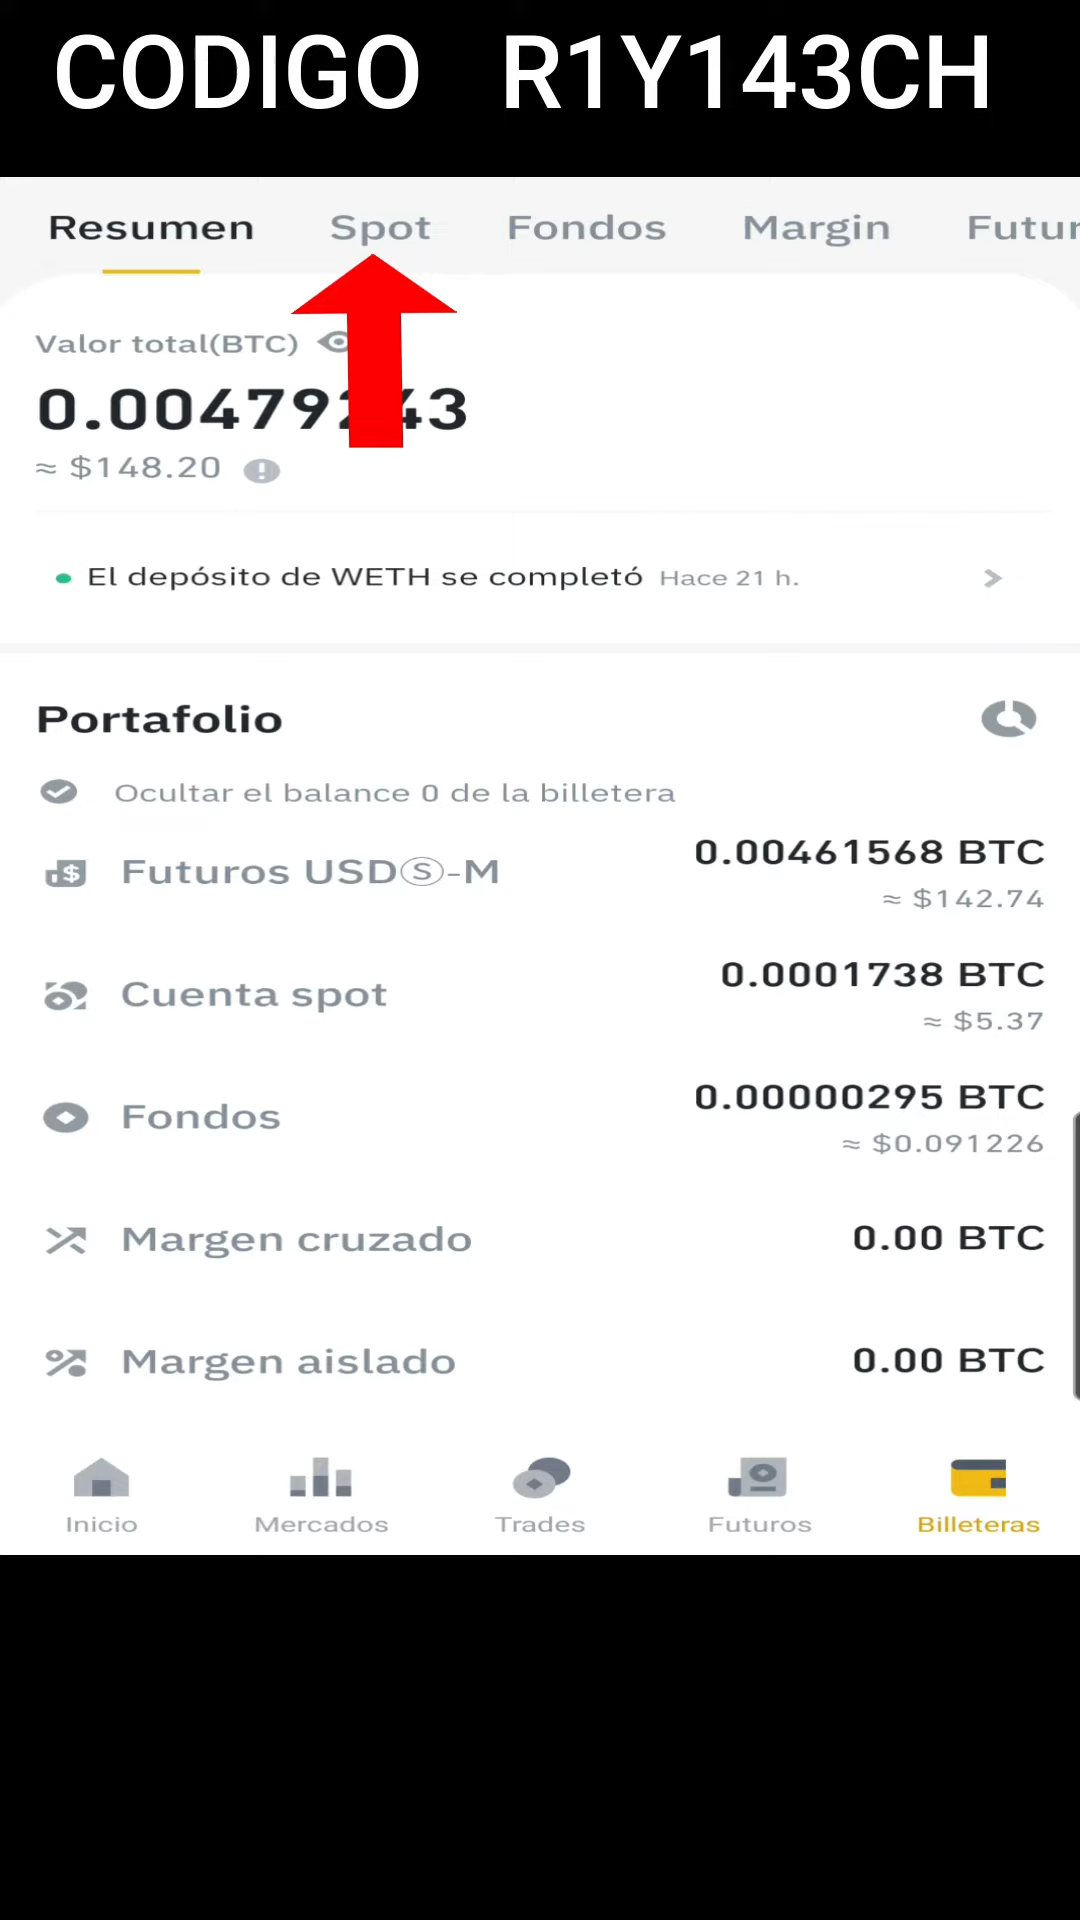 CODIGO R1Y143CH
Resumen Spot Fondos Margin Futur
Valor total(BTC)
0.00479243
≈ $148.20
El depósito de WETH se completó Hace 21 h.
Portafolio
Ocultar el balance 0 de la billetera
Futuros USDⓈ-M 0.00461568 BTC
≈ $142.74
Cuenta spot 0.0001738 BTC
≈ $5.37
Fondos 0.00000295 BTC
≈ $0.091226
Margen cruzado 0.00 BTC
Margen aislado 0.00 BTC
Inicio Mercados Trades Futuros Billeteras